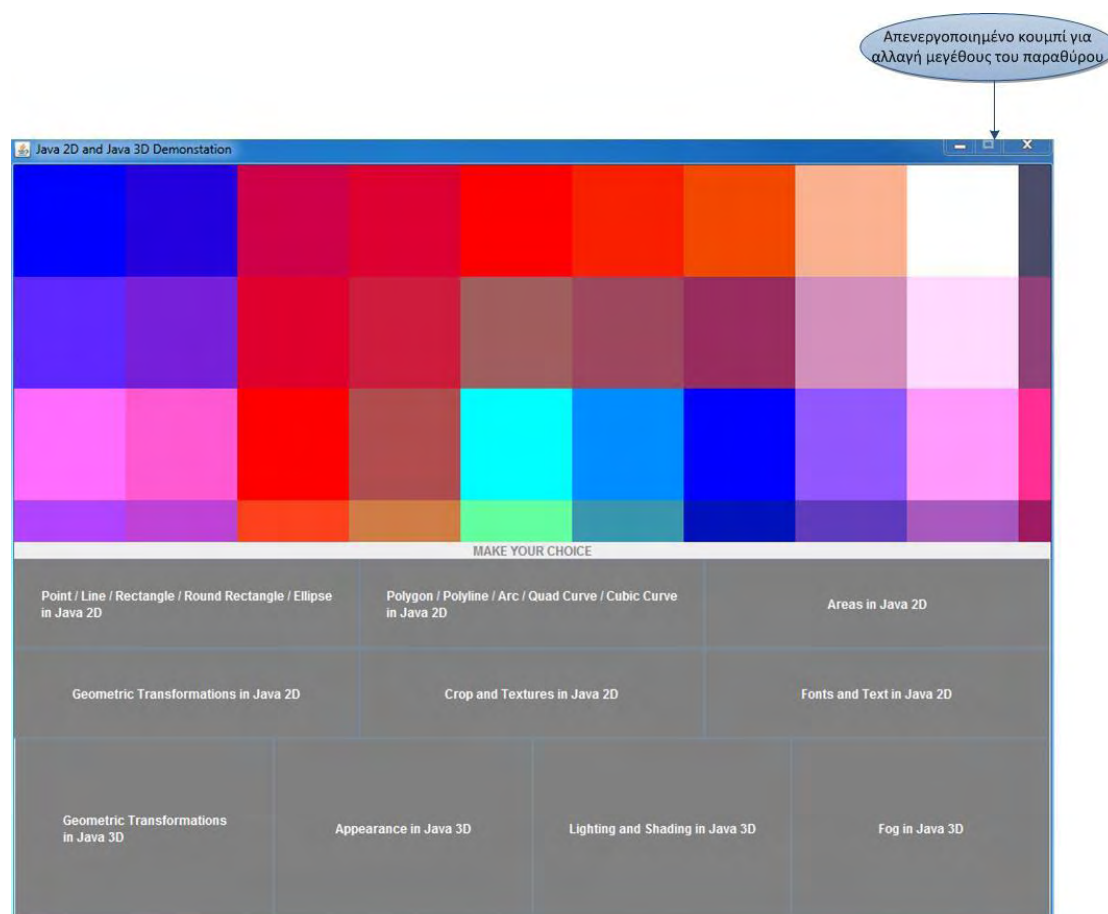 Απενεργοποιημένο κουμπί για
αλλαγή μεγέθους του παραθύρου
Java 2D and Java 3D Demonstation
MAKE YOUR CHOICE
Point / Line / Rectangle / Round Rectangle / Ellipse
in Java 2D
Polygon / Polyline / Arc / Quad Curve / Cubic Curve
in Java 2D
Areas in Java 2D
Geometric Transformations in Java 2D
Crop and Textures in Java 2D
Fonts and Text in Java 2D
Geometric Transformations
in Java 3D
Appearance in Java 3D
Lighting and Shading in Java 3D
Fog in Java 3D